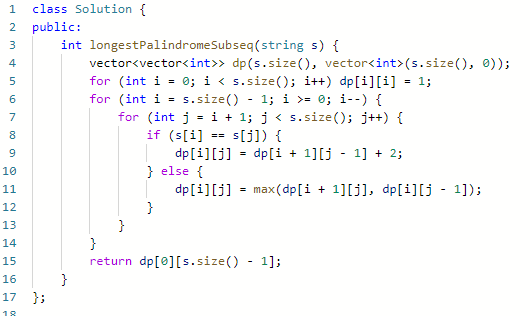 1 class Solution {
2 public:
3     int longestPalindromeSubseq(string s) {
4         vector<vector<int>> dp(s.size(), vector<int>(s.size(), 0));
5         for (int i = 0; i < s.size(); i++) dp[i][i] = 1;
6         for (int i = s.size() - 1; i >= 0; i--) {
7             for (int j = i + 1; j < s.size(); j++) {
8                 if (s[i] == s[j]) {
9                     dp[i][j] = dp[i + 1][j - 1] + 2;
10                 } else {
11                     dp[i][j] = max(dp[i + 1][j], dp[i][j - 1]);
12                 }
13             }
14         }
15         return dp[0][s.size() - 1];
16     }
17 };
18